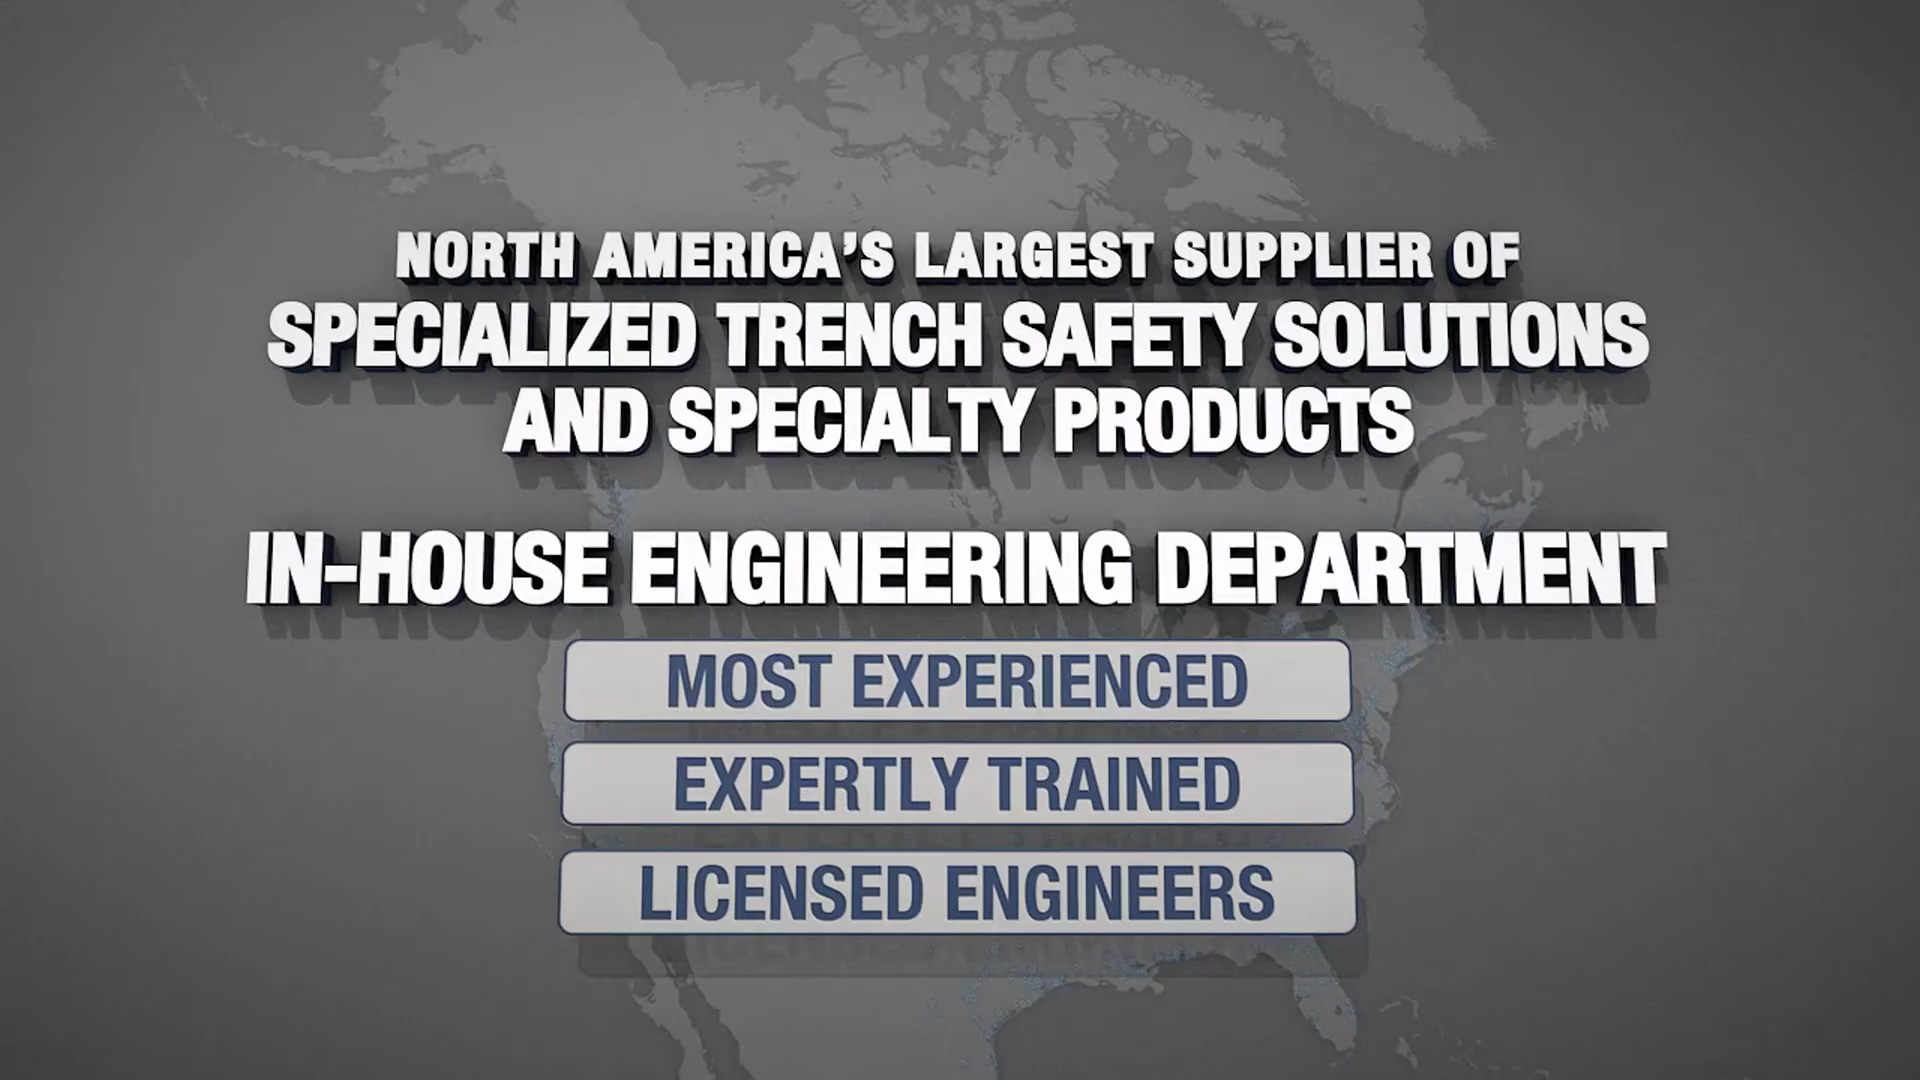 NORTH AMERICA’S LARGEST SUPPLIER OF
SPECIALIZED TRENCH SAFETY SOLUTIONS
AND SPECIALTY PRODUCTS
IN-HOUSE ENGINEERING DEPARTMENT
MOST EXPERIENCED
EXPERTLY TRAINED
LICENSED ENGINEERS